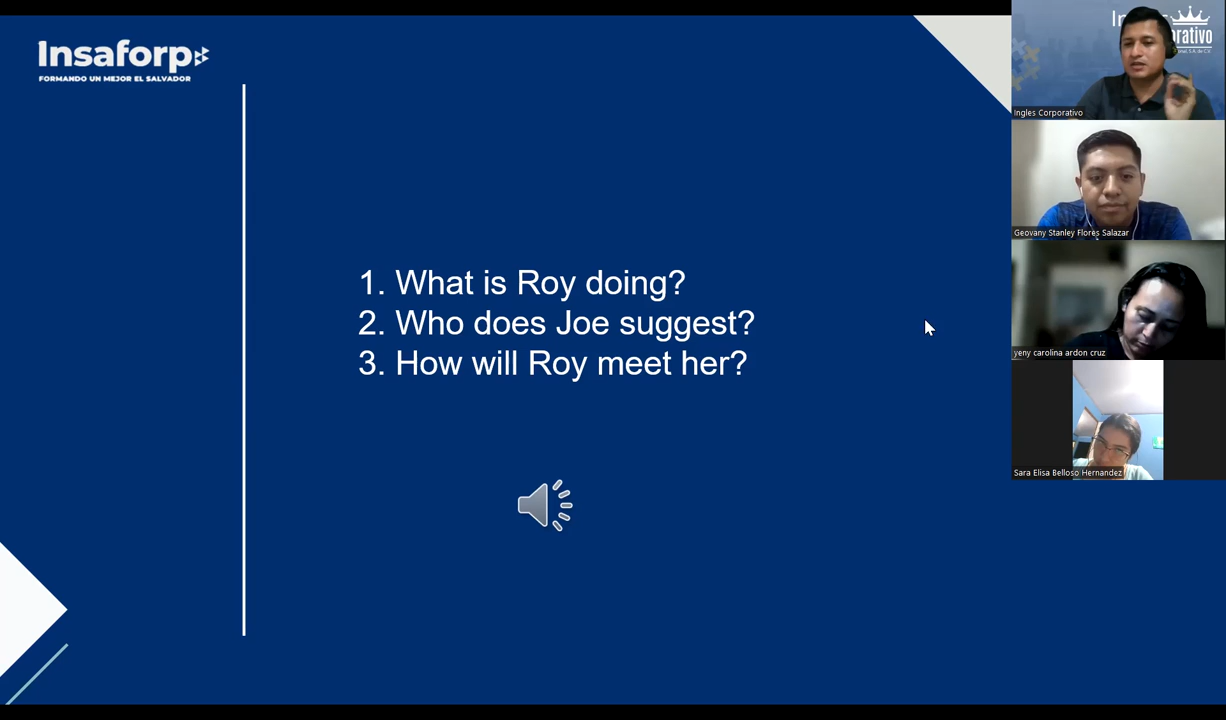 Insaforp
FORMANDO UN MEJOR EL SALVADOR
1. What is Roy doing?
2. Who does Joe suggest?
3. How will Roy meet her?
Ingles Corporativo
Geovany Stanley Flores Salazar
yeny carolina ardon cruz
Sara Elisa Belloso Hernandez